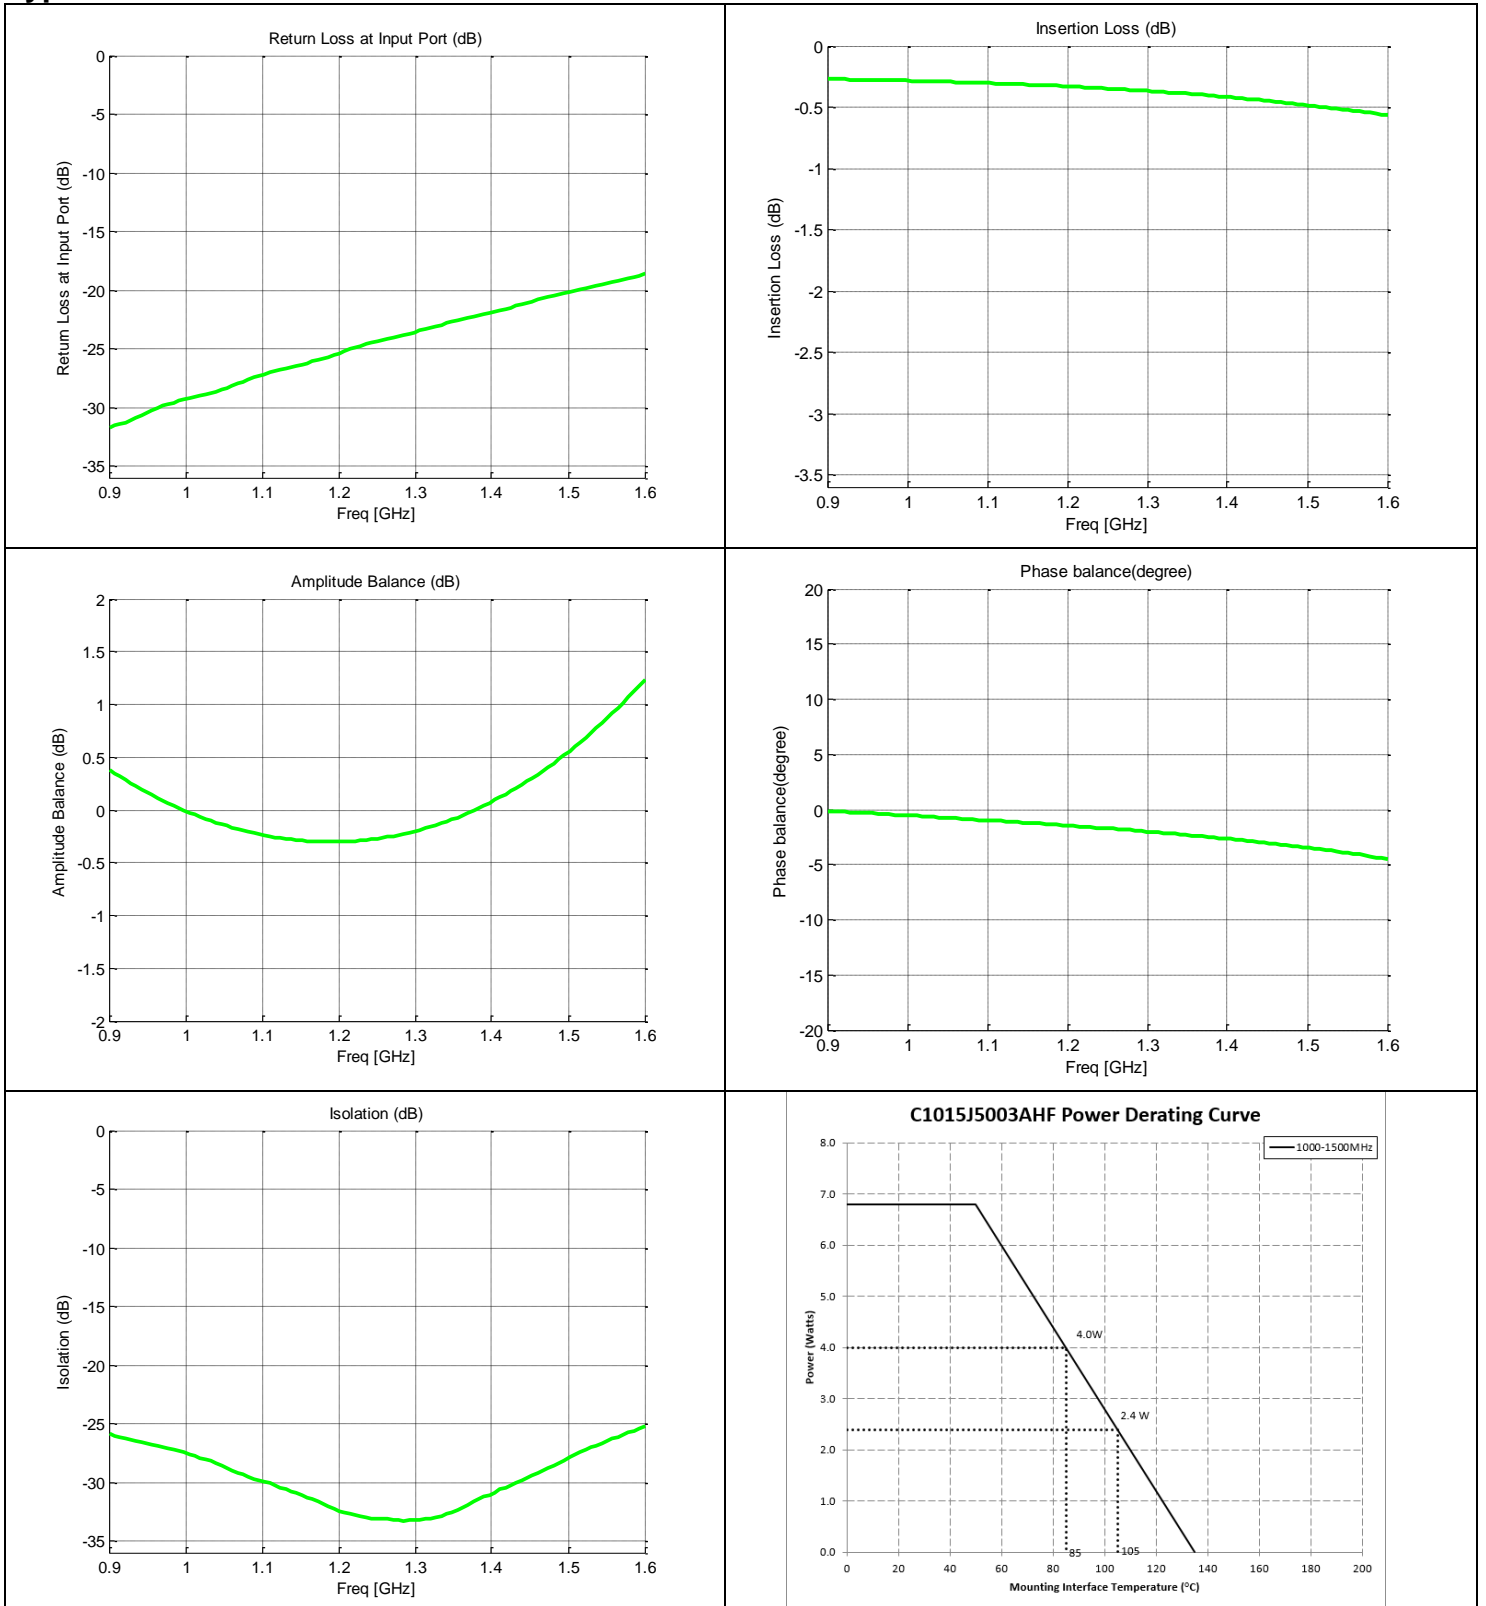 Return Loss at Input Port (dB)
0
-5
-10
-15
-20
-25
-30
-35
Return Loss at Input Port (dB)
0.9 1 1.1 1.2 1.3 1.4 1.5 1.6
Freq [GHz]
Insertion Loss (dB)
0
-0.5
-1
-1.5
-2
-2.5
-3
-3.5
Insertion Loss (dB)
0.9 1 1.1 1.2 1.3 1.4 1.5 1.6
Freq [GHz]
Amplitude Balance (dB)
2
1.5
1
0.5
0
-0.5
-1
-1.5
-2
Amplitude Balance (dB)
0.9 1 1.1 1.2 1.3 1.4 1.5 1.6
Freq [GHz]
Phase balance(degree)
20
15
10
5
0
-5
-10
-15
-20
Phase balance(degree)
0.9 1 1.1 1.2 1.3 1.4 1.5 1.6
Freq [GHz]
Isolation (dB)
0
-5
-10
-15
-20
-25
-30
-35
Isolation (dB)
0.9 1 1.1 1.2 1.3 1.4 1.5 1.6
Freq [GHz]
C1015J5003AHF Power Derating Curve
1000-1500MHz
8.0
7.0
6.0
5.0
4.0
3.0
2.0
1.0
0.0
Power (Watts)
4.0W
2.4 W
85
105
0 20 40 60 80 100 120 140 160 180 200
Mounting Interface Temperature (°C)